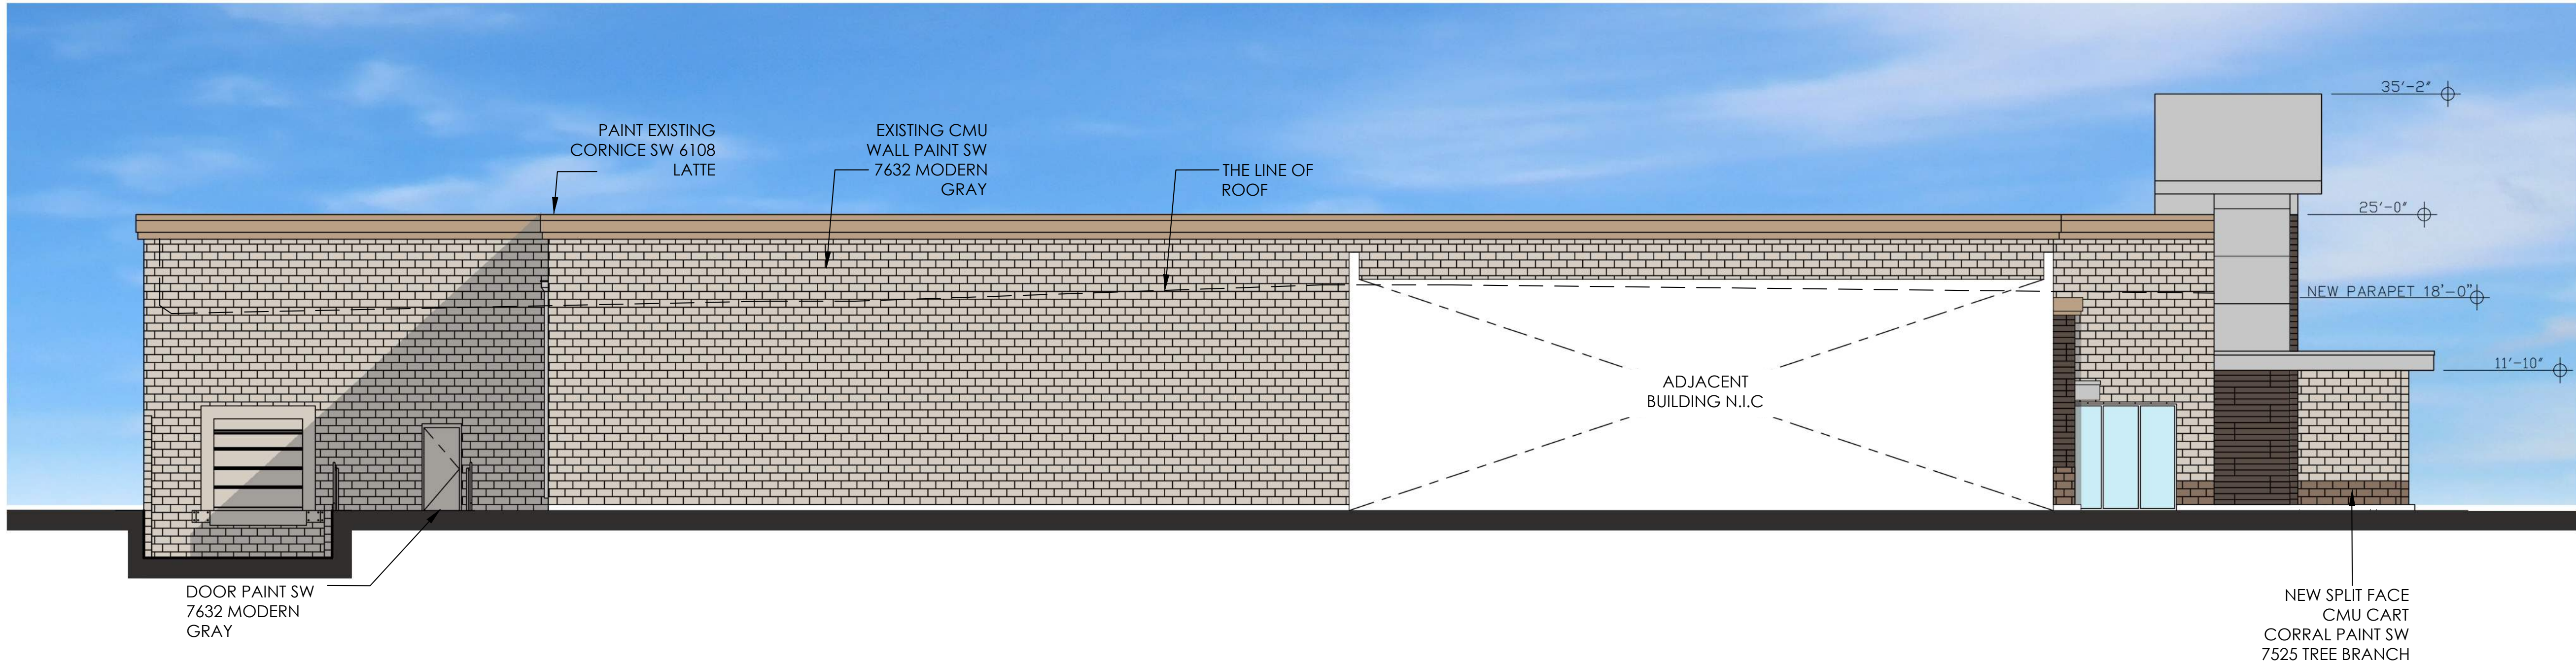 35'-2"
PAINT EXISTING
CORNICE SW 6108
LATTE
EXISTING CMU
WALL PAINT SW
7632 MODERN
GRAY
THE LINE OF
ROOF
25'-0"
NEW PARAPET 18'-0"
11'-10"
ADJACENT
BUILDING N.I.C
DOOR PAINT SW
7632 MODERN
GRAY
NEW SPLIT FACE
CMU CART
CORRAL PAINT SW
7525 TREE BRANCH